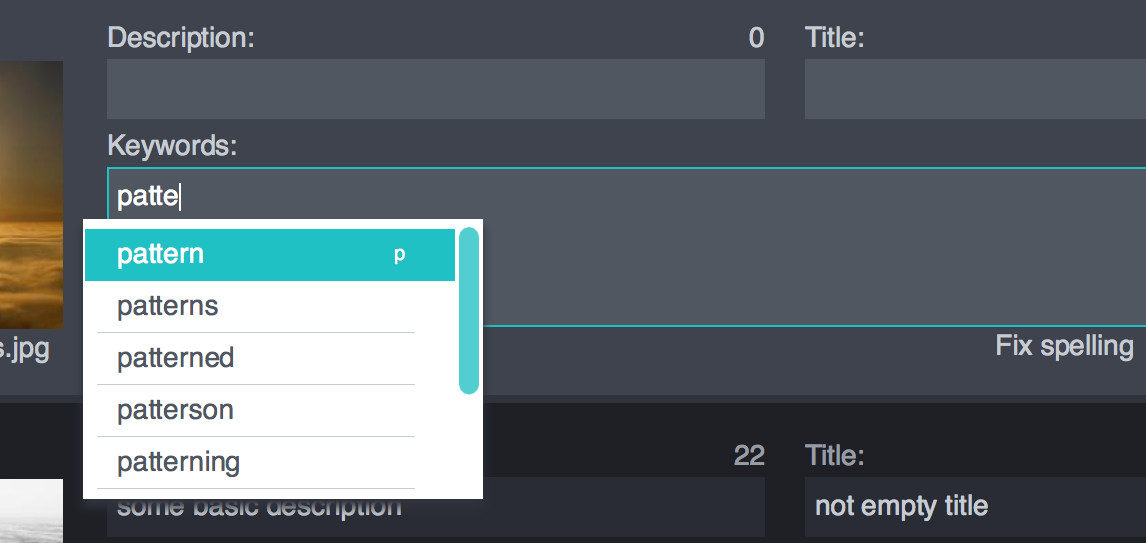 Description: 0 Title:
Keywords:
patte
pattern p
patterns
s.jpg Fix spelling
patterned
patterson
22 Title:
patterning
some basic description not empty title